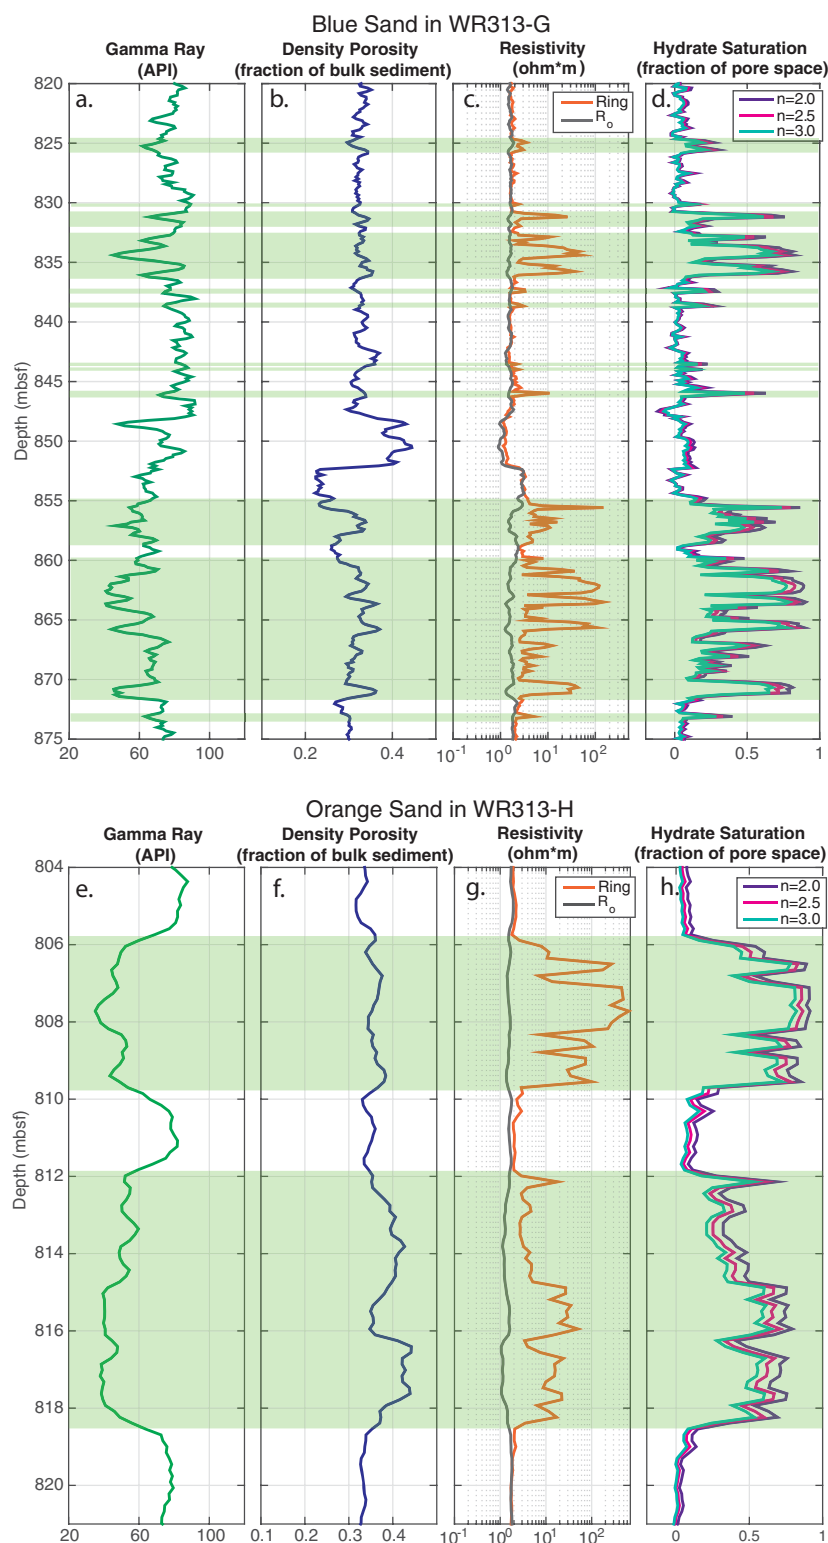 Blue Sand in WR313-G
Gamma Ray (API)
Density Porosity (fraction of bulk sediment)
Resistivity (ohm*m)
Hydrate Saturation (fraction of pore space)
a.
b.
c.
d.
Ring
Ro
n=2.0
n=2.5
n=3.0
Depth (mbsf)
820
825
830
835
840
845
850
855
860
865
870
875
20 60 100
0.2 0.4
10-1 100 101 102
0 0.5 1
Orange Sand in WR313-H
Gamma Ray (API)
Density Porosity (fraction of bulk sediment)
Resistivity (ohm*m)
Hydrate Saturation (fraction of pore space)
e.
f.
g.
h.
Ring
Ro
n=2.0
n=2.5
n=3.0
Depth (mbsf)
804
806
808
810
812
814
816
818
820
20 60 100
0.1 0.2 0.3 0.4
10-1 100 101 102
0 0.5 1